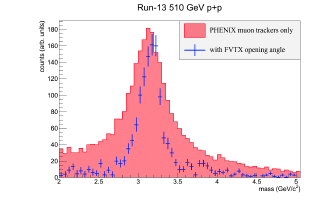 Run-13 510 GeV p+p
counts (arb. units)
180
160
140
120
100
80
60
40
20
0
PHENIX muon trackers only
with FVTX opening angle
2 2.5 3 3.5 4 4.5 5
mass (GeV/c²)